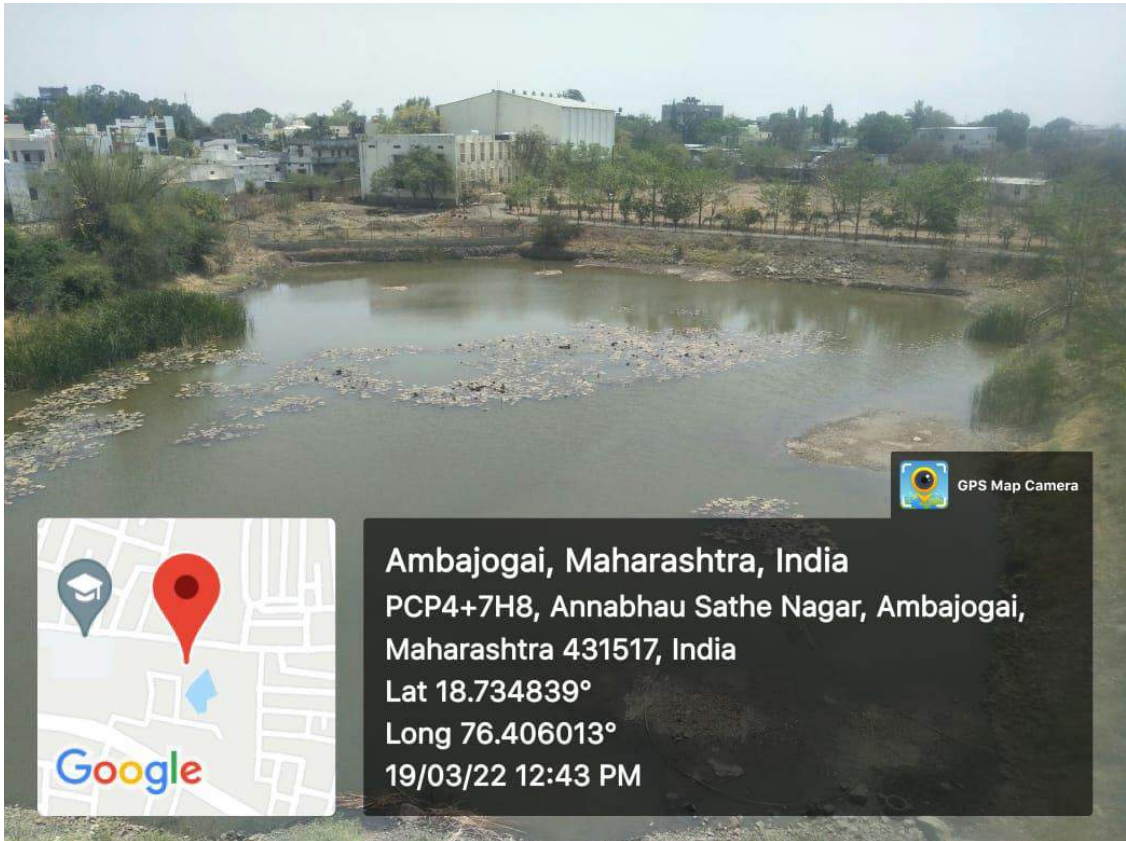 GPS Map Camera
Ambajogai, Maharashtra, India
PCP4+7H8, Annabhau Sathe Nagar, Ambajogai,
Maharashtra 431517, India
Lat 18.734839°
Long 76.406013°
19/03/22 12:43 PM
Google